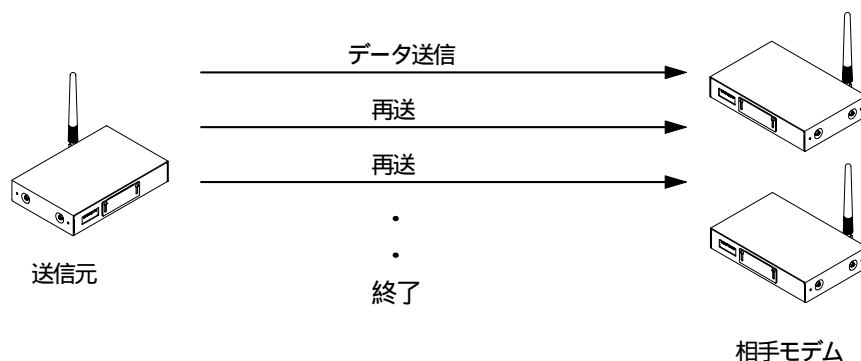 データ送信
再送
再送
・
・
終了
送信元
相手モデム